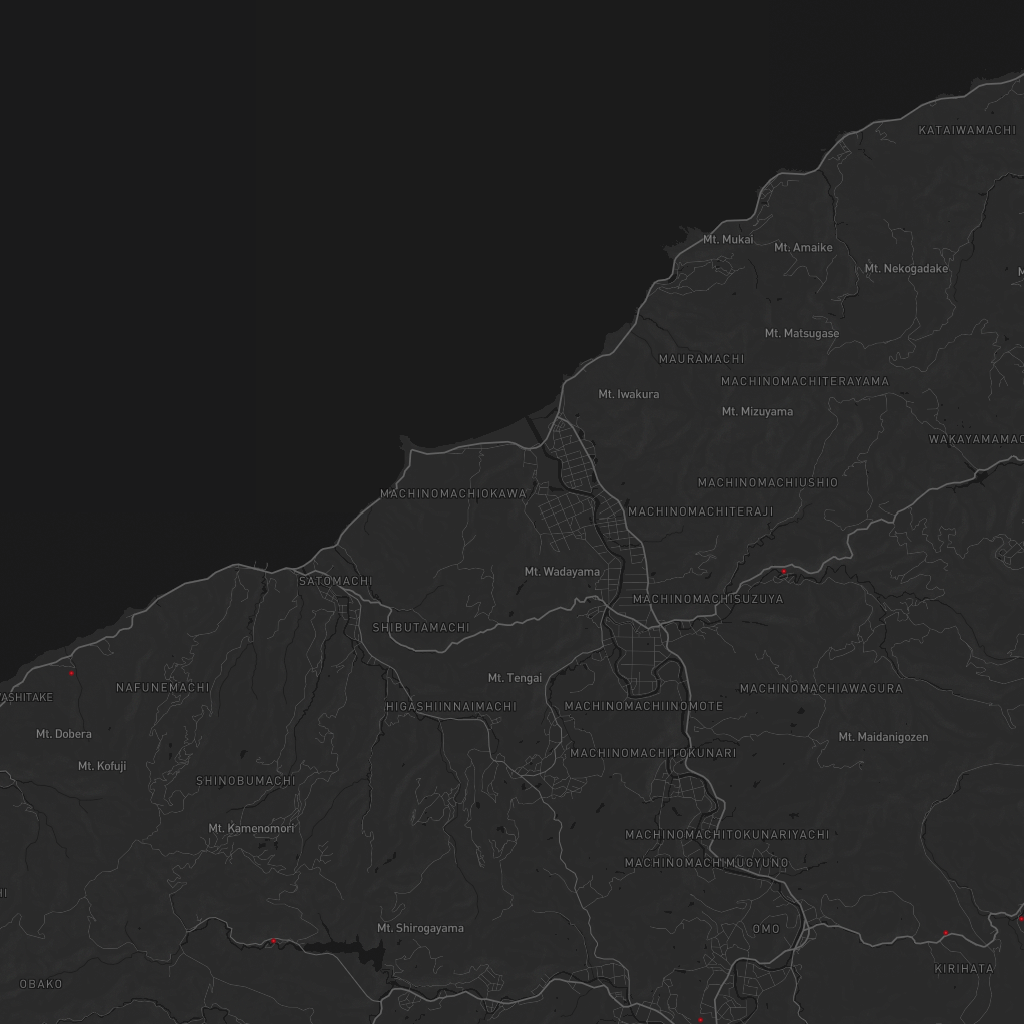 KATAIWAMACHI
Mt. Mukai
Mt. Amaike
Mt. Nekogadake
Mt. Matsugase
MAURAMACHI
MACHINOMACHITERAYAMA
Mt. Iwakura
Mt. Mizuyama
WAKAYAMAMAC
MACHINOMACHIUSHIO
MACHINOMACHIOKAWA
MACHINOMACHITERAJI
Mt. Wadayama
SATOMACHI
MACHINOMACHISUZUYA
SHIBUTAMACHI
Mt. Tengai
NAFUNEMACHI
MACHINOMACHIAWAGURA
ASHITAKE
HIGASHIINNAIMACHI
MACHINOMACHIINOMOTE
Mt. Dobera
Mt. Maidanigozen
MACHINOMACHITOKUNARI
Mt. Kofuji
SHINOBUMACHI
Mt. Kamenomori
MACHINOMACHITOKUNARIYACHI
MACHINOMACHIMUGYUNO
HI
Mt. Shirogayama
OMO
KIRIHATA
OBAKO